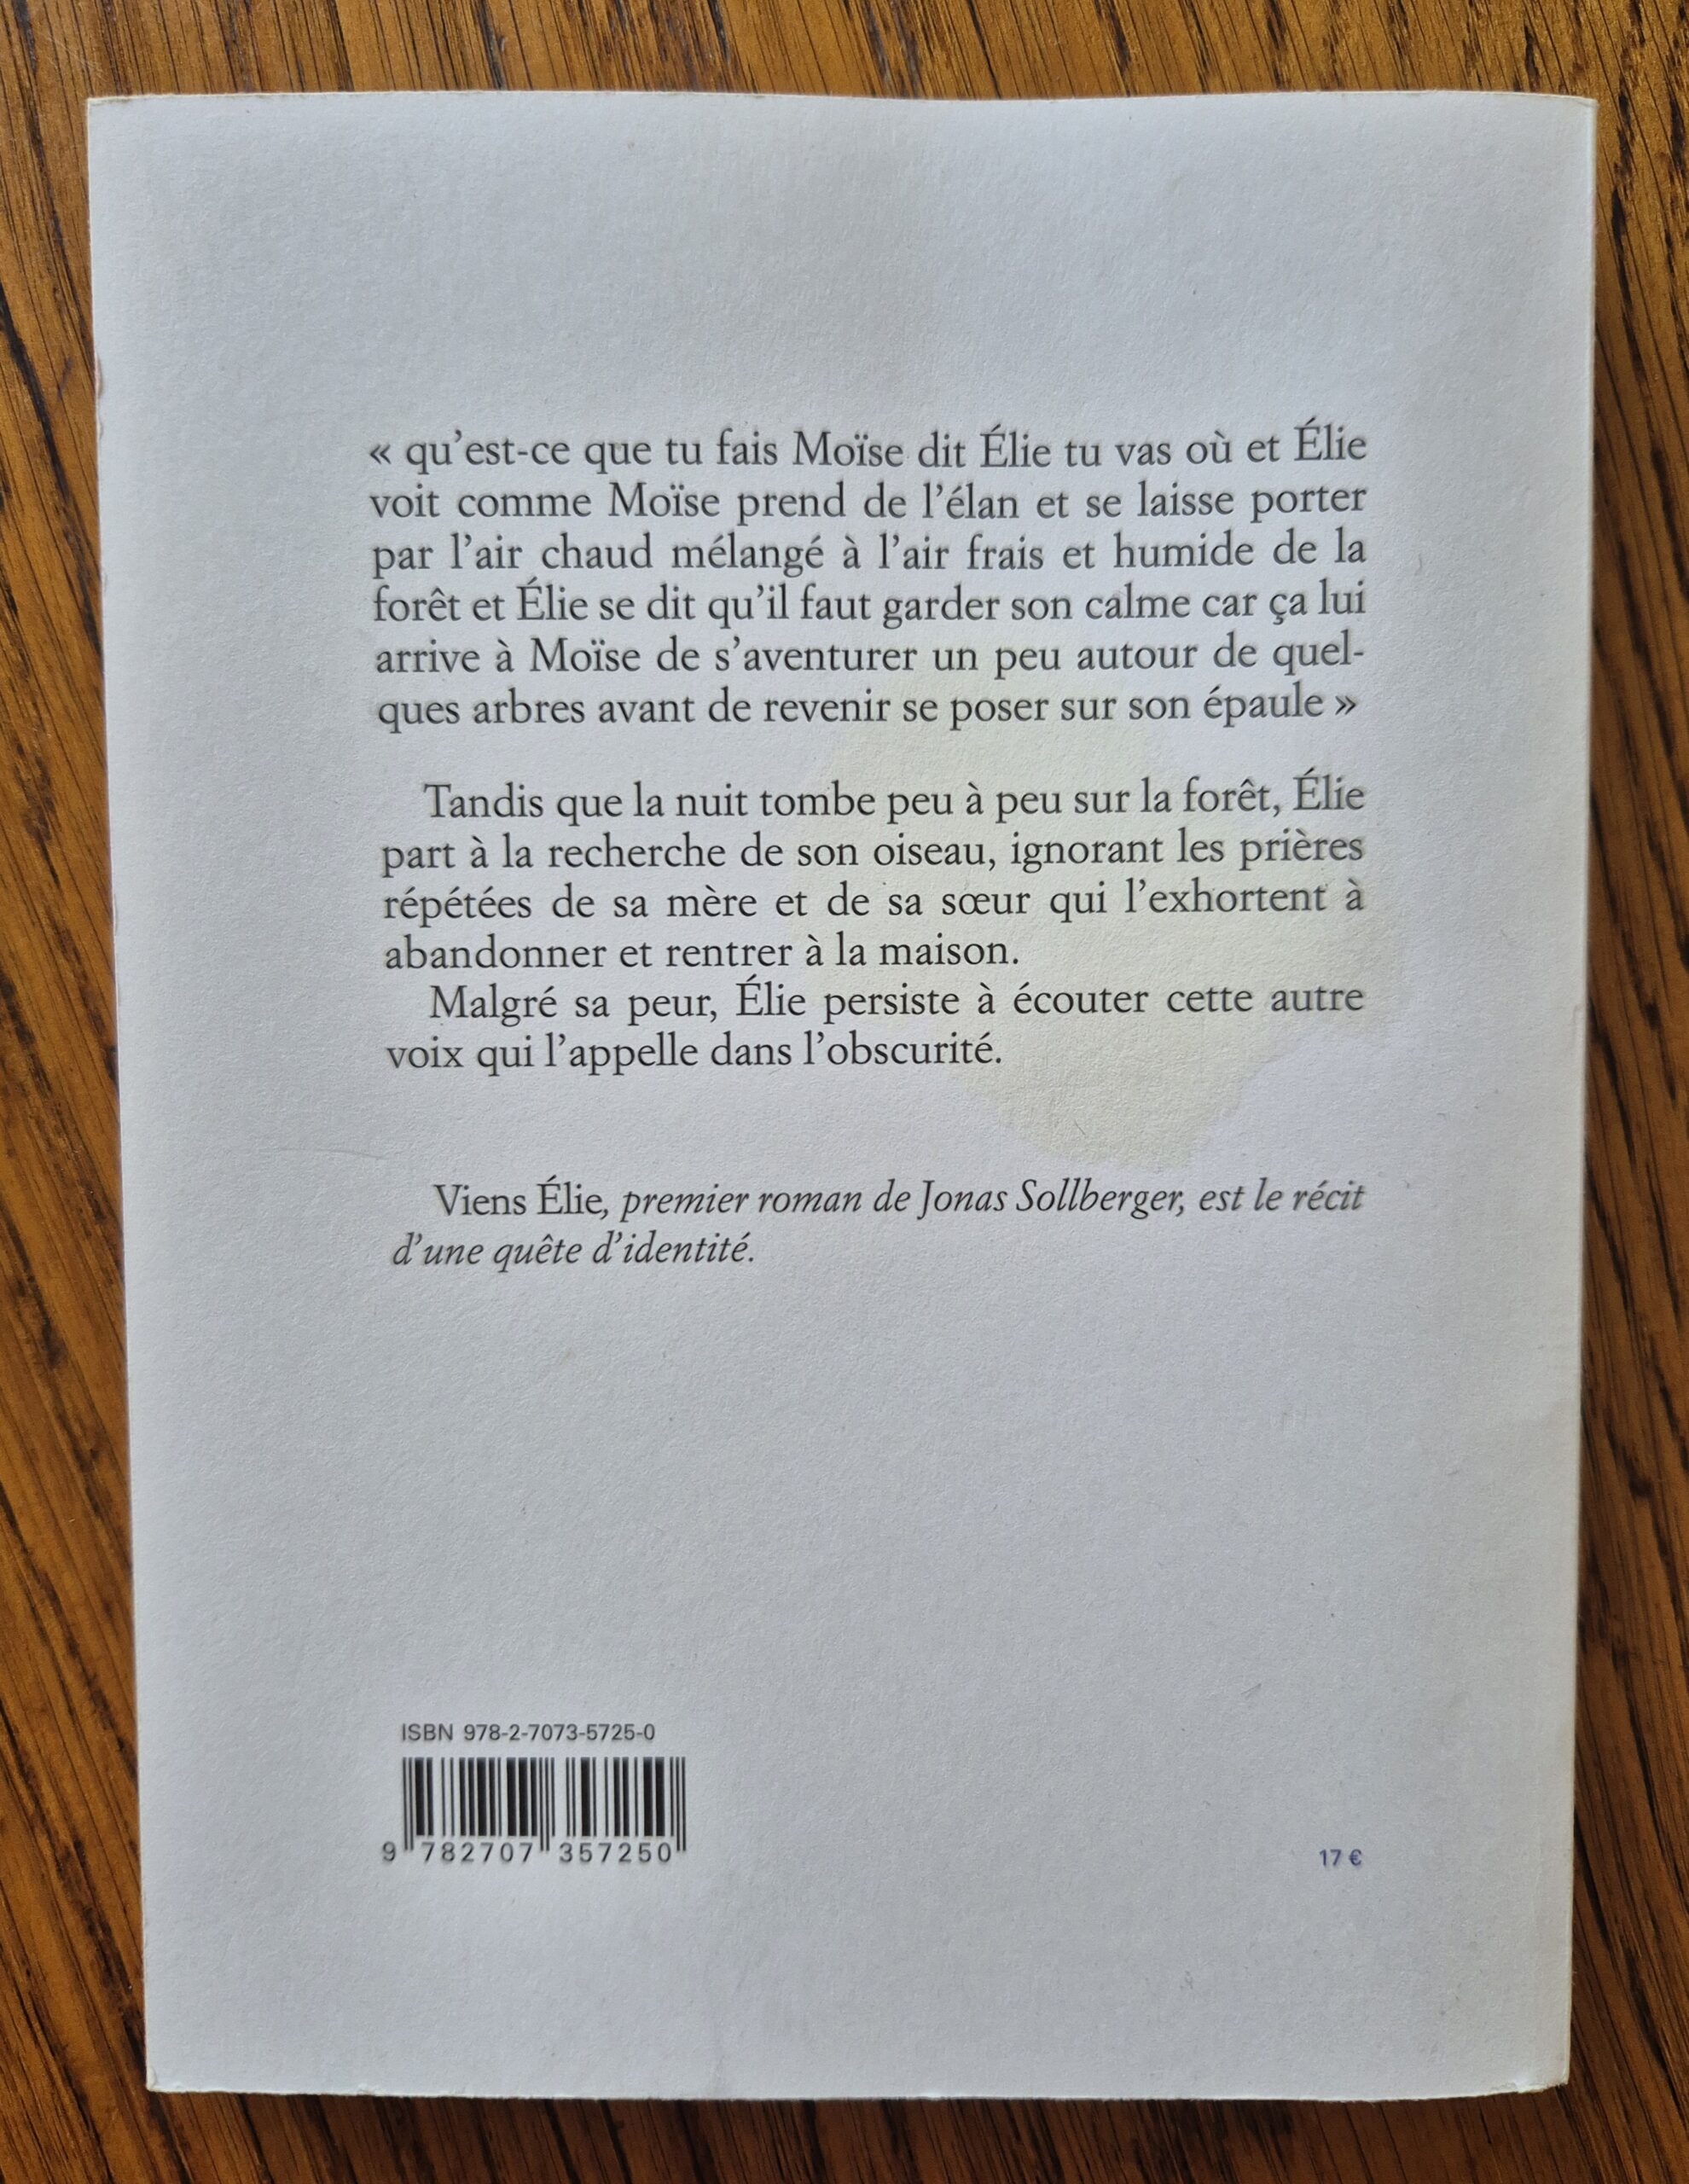 « qu’est-ce que tu fais Moïse dit Élie tu vas où et Élie
voit comme Moïse prend de l’élan et se laisse porter
par l’air chaud mélangé à l’air frais et humide de la
forêt et Élie se dit qu’il faut garder son calme car ça lui
arrive à Moïse de s’aventurer un peu autour de quel-
ques arbres avant de revenir se poser sur son épaule »
Tandis que la nuit tombe peu à peu sur la forêt, Élie
part à la recherche de son oiseau, ignorant les prières
répétées de sa mère et de sa sœur qui l’exhortent à
abandonner et rentrer à la maison.
Malgré sa peur, Élie persiste à écouter cette autre
voix qui l’appelle dans l’obscurité.
Viens Élie, premier roman de Jonas Sollberger, est le récit
d’une quête d’identité.
ISBN 978-2-7073-5725-0
9 782707 357250
17 €